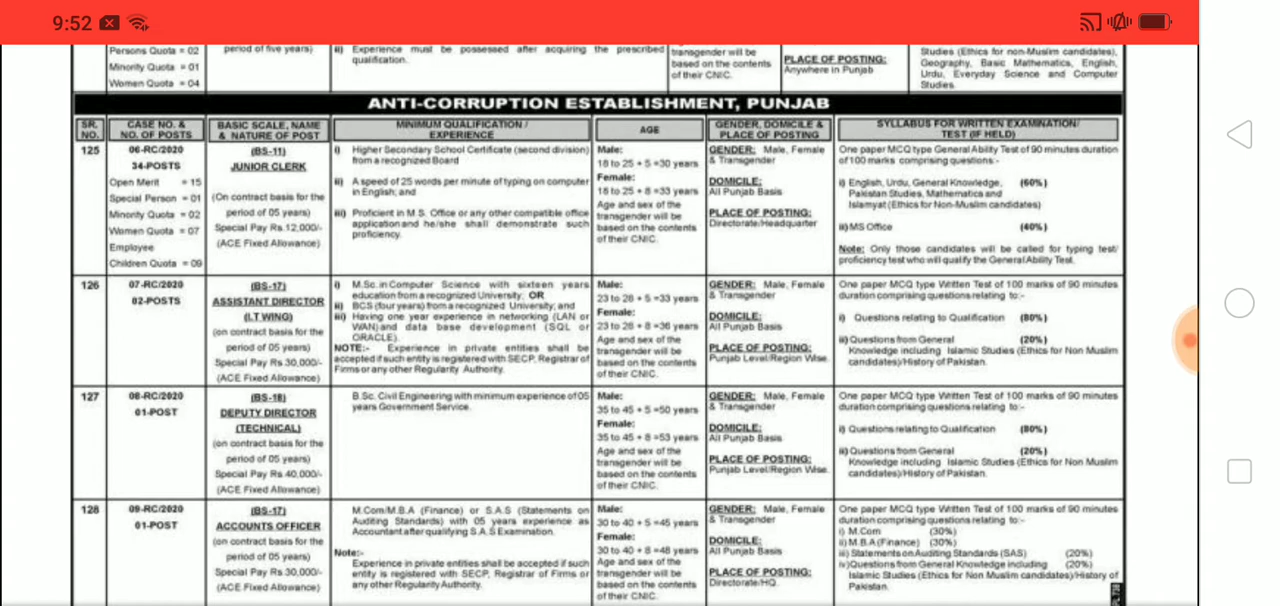 9:52
Persons Quota = 02
Minority Quota = 01
Women Quota = 04
period of five years)
ii) Experience must be possessed after acquiring the prescribed
qualification.
transgender will be
based on the contents
of their CNIC.
PLACE OF POSTING:
Anywhere in Punjab
Studies (Ethics for non-Muslim candidates),
Geography, Basic Mathematics, English,
Urdu, Everyday Science and Computer
Studies.
ANTI-CORRUPTION ESTABLISHMENT, PUNJAB
SR. NO.
CASE NO. & NO. OF POSTS
BASIC SCALE, NAME & NATURE OF POST
MINIMUM QUALIFICATION / EXPERIENCE
AGE
GENDER, DOMICILE & PLACE OF POSTING
SYLLABUS FOR WRITTEN EXAMINATION/ TEST (IF HELD)
125
06-RC/2020
34-POSTS
Open Merit = 15
Special Person = 01
Minority Quota = 02
Women Quota = 07
Employee
Children Quota = 09
(BS-11)
JUNIOR CLERK
(On contract basis for the
period of 05 years)
Special Pay Rs.12,000/-
(ACE Fixed Allowance)
i) Higher Secondary School Certificate (second division)
from a recognized Board
ii) A speed of 25 words per minute of typing on computer
in English; and
iii) Proficient in M.S. Office or any other compatible office
application and he/she shall demonstrate such
proficiency.
Male:
18 to 25 + 5 =30 years
Female:
18 to 25 + 8 =33 years
Age and sex of the
transgender will be
based on the contents
of their CNIC.
GENDER: Male, Female
& Transgender
DOMICILE:
All Punjab Basis
PLACE OF POSTING:
Directorate/Headquarter
One paper MCQ type General Ability Test of 90 minutes duration
of 100 marks comprising questions:-
i) English, Urdu, General Knowledge, (60%)
Pakistan Studies, Mathematics and
Islamyat (Ethics for Non-Muslim candidates)
ii) MS Office (40%)
Note: Only those candidates will be called for typing test/
proficiency test who will qualify the General Ability Test.
126
07-RC/2020
02-POSTS
(BS-17)
ASSISTANT DIRECTOR
(I.T WING)
(on contract basis for the
period of 05 years)
Special Pay Rs 30,000/-
(ACE Fixed Allowance)
i) M.Sc. in Computer Science with sixteen years
education from a recognized University; OR
ii) BCS (four years) from a recognized University; and
iii) Having one year experience in networking (LAN or
WAN) and data base development (SQL or
ORACLE).
NOTE:- Experience in private entities shall be
accepted if such entity is registered with SECP, Registrar of
Firms or any other Regularity Authority.
Male:
23 to 28 + 5 =33 years
Female:
23 to 28 + 8 =36 years
Age and sex of the
transgender will be
based on the contents
of their CNIC.
GENDER: Male, Female
& Transgender
DOMICILE:
All Punjab Basis
PLACE OF POSTING:
Punjab Level/Region Wise.
One paper MCQ type Written Test of 100 marks of 90 minutes
duration comprising questions relating to:-
i) Questions relating to Qualification (80%)
ii) Questions from General (20%)
Knowledge including Islamic Studies (Ethics for Non Muslim
candidates)/History of Pakistan.
127
08-RC/2020
01-POST
(BS-18)
DEPUTY DIRECTOR
(TECHNICAL)
(on contract basis for the
period of 05 years)
Special Pay Rs 40,000/-
(ACE Fixed Allowance)
B.Sc. Civil Engineering with minimum experience of 05
years Government Service.
Male:
35 to 45 + 5 =50 years
Female:
35 to 45 + 8 =53 years
Age and sex of the
transgender will be
based on the contents
of their CNIC.
GENDER: Male, Female
& Transgender
DOMICILE:
All Punjab Basis
PLACE OF POSTING:
Punjab Level/Region Wise.
One paper MCQ type Written Test of 100 marks of 90 minutes
duration comprising questions relating to:-
i) Questions relating to Qualification (80%)
ii) Questions from General (20%)
Knowledge including Islamic Studies (Ethics for Non Muslim
candidates)/History of Pakistan.
128
09-RC/2020
01-POST
(BS-17)
ACCOUNTS OFFICER
(on contract basis for the
period of 05 years)
Special Pay Rs 30,000/-
(ACE Fixed Allowance)
M.Com/M.B.A (Finance) or S.A.S (Statements on
Auditing Standards) with 05 years experience as
Accountant after qualifying S.A.S Examination.
Note:-
Experience in private entities shall be accepted if such
entity is registered with SECP, Registrar of Firms or
any other Regularity Authority.
Male:
30 to 40 + 5 =45 years
Female:
30 to 40 + 8 =48 years
Age and sex of the
transgender will be
based on the contents
of their CNIC.
GENDER: Male, Female
& Transgender
DOMICILE:
All Punjab Basis
PLACE OF POSTING:
Directorate/HQ.
One paper MCQ type Written Test of 100 marks of 90 minutes
duration comprising questions relating to:-
i) M.Com (30%)
ii) M.B.A (Finance) (30%)
iii) Statements on Auditing Standards (SAS) (20%)
iv) Questions from General Knowledge including (20%)
Islamic Studies (Ethics for Non Muslim candidates)/History of
Pakistan.